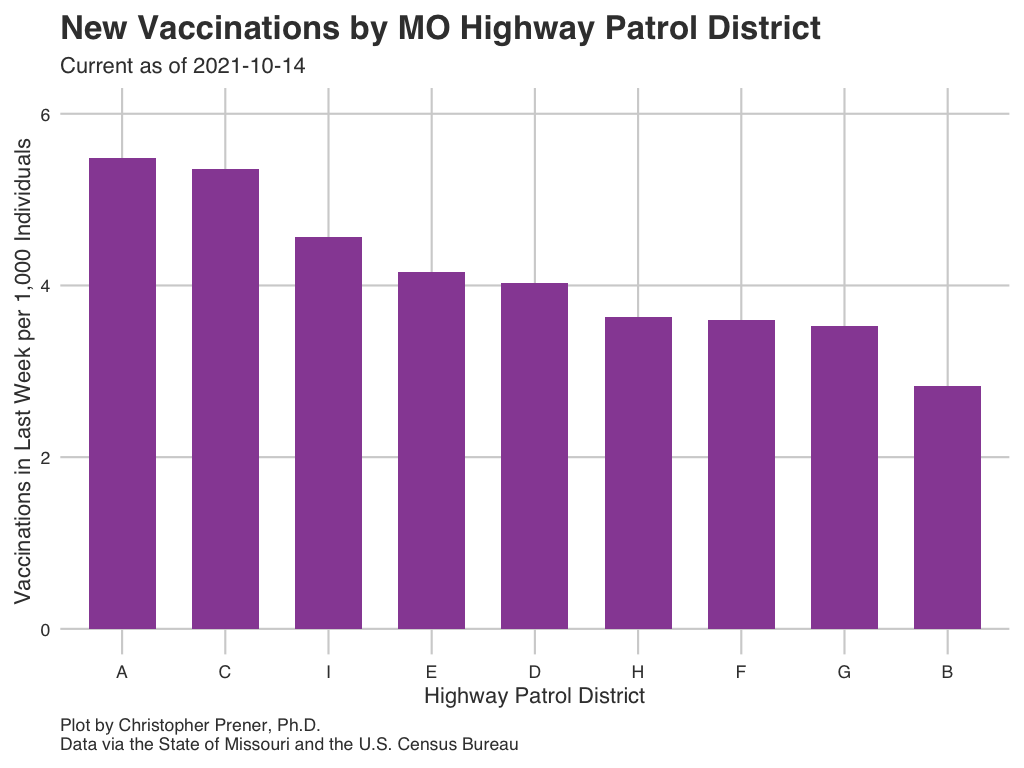 New Vaccinations by MO Highway Patrol District
Current as of 2021-10-14
Vaccinations in Last Week per 1,000 Individuals
6
4
2
0
A C I E D H F G B
Highway Patrol District
Plot by Christopher Prener, Ph.D.
Data via the State of Missouri and the U.S. Census Bureau